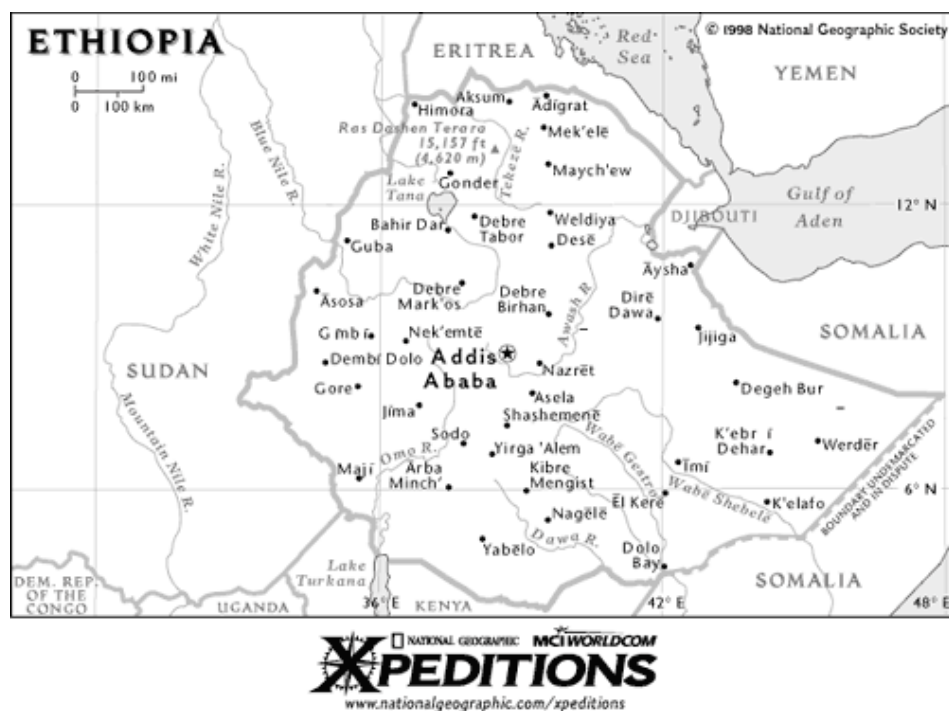 ETHIOPIA
© 1998 National Geographic Society
0 100 mi
0 100 km
ERITREA
Red
Sea
YEMEN
Himora
Aksum
Ādīgrat
Ras Dashen Terara
15,157 ft
(4,620 m)
Mek'elē
Tekezē R.
Maych'ew
Blue Nile R.
White Nile R.
Lake
Tana
Gonder
Gulf of
Aden
12° N
DJIBOUTI
Bahir Dar
Debre
Tabor
Weldiya
Desē
Guba
Āysha
Āsosa
Debre
Mark'os
Debre
Birhan
Awash R.
Dirē
Dawa
Jijiga
SOMALIA
Gīmbī
Nek'emtē
Addis
Ababa
SUDAN
Dembī Dolo
Nazrēt
Gore
Asela
Degeh Bur
Mountain Nile R.
Jīma
Shashemenē
Sodo
Wabē Gestro
K'ebrī
Dehar
Werdēr
Omo R.
Yirga 'Alem
Īmī
Majī
Ārba
Minch'
Kibre
Mengist
Ēl Kerē
Wabē Shebelē
K'elafo
6° N
BOUNDARY UNDEMARCATED
AND IN DISPUTE
Nagēlē
Dawa R.
Yabēlo
Dolo
Bay
SOMALIA
Lake
Turkana
DEM. REP.
OF THE
CONGO
UGANDA
36° E
KENYA
42° E
48° E
NATIONAL GEOGRAPHIC MCI WORLDCOM
XPEDITIONS
www.nationalgeographic.com/xpeditions